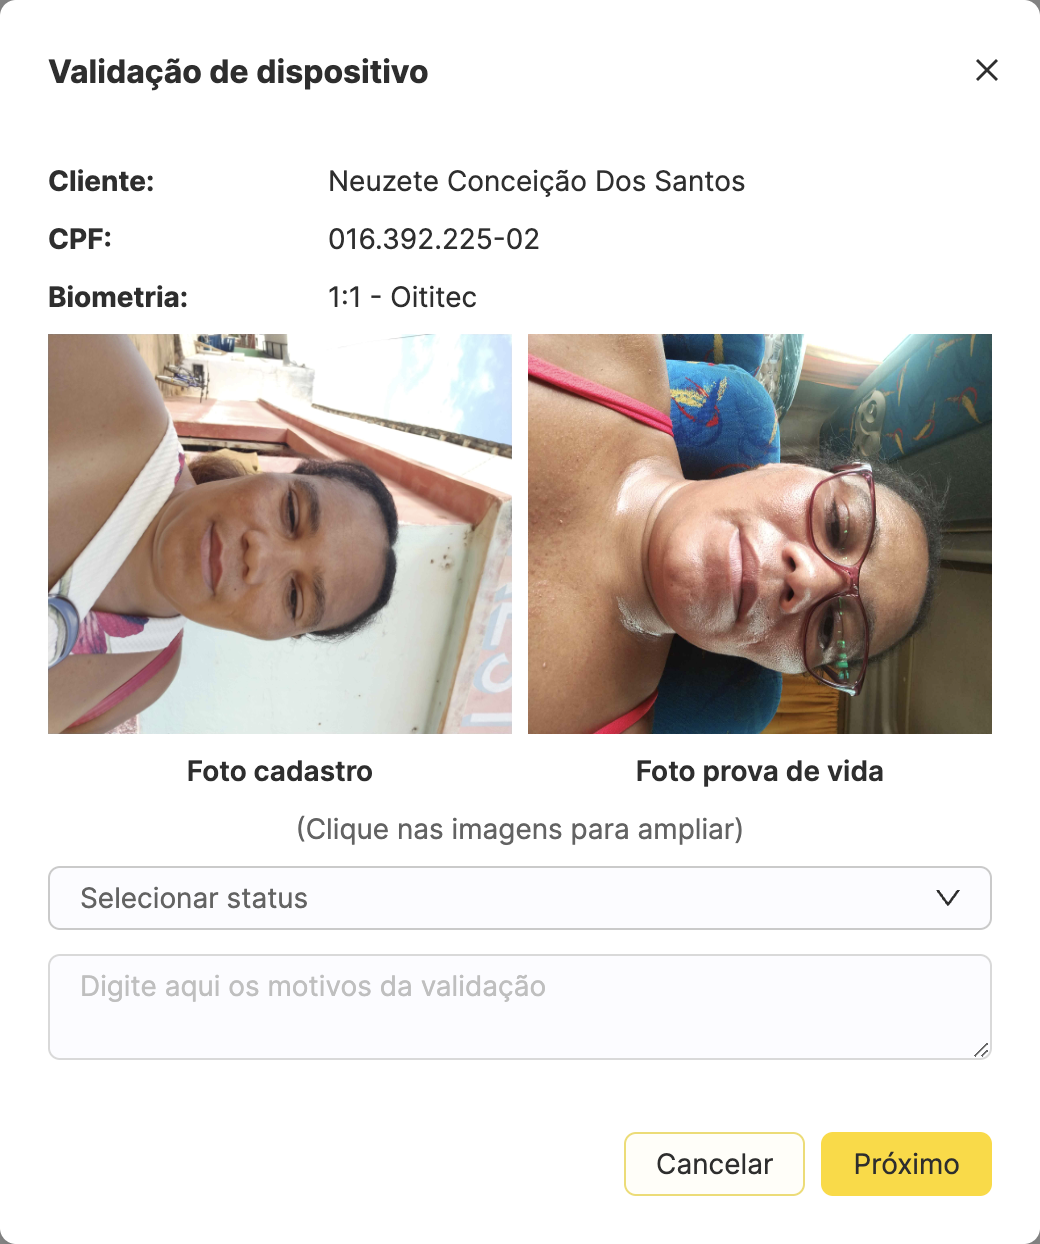 Validação de dispositivo
Cliente: Neuzete Conceição Dos Santos
CPF: 016.392.225-02
Biometria: 1:1 - Oititec
Foto cadastro Foto prova de vida
(Clique nas imagens para ampliar)
Selecionar status
Digite aqui os motivos da validação
Cancelar Próximo